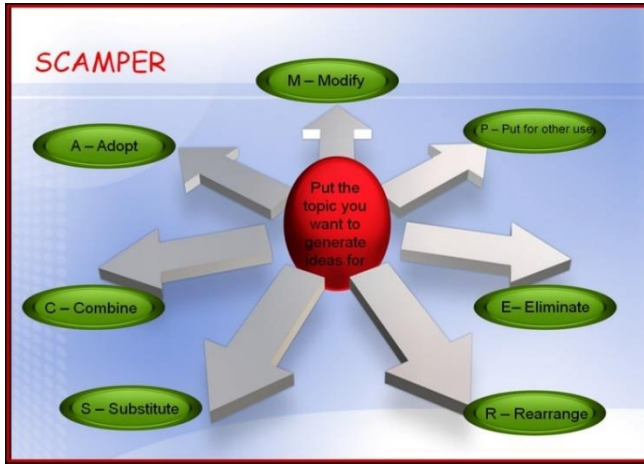 SCAMPER
M – Modify
P – Put for other use
A – Adopt
Put the
topic you
want to
generate
ideas for
C – Combine
E– Eliminate
S – Substitute
R – Rearrange